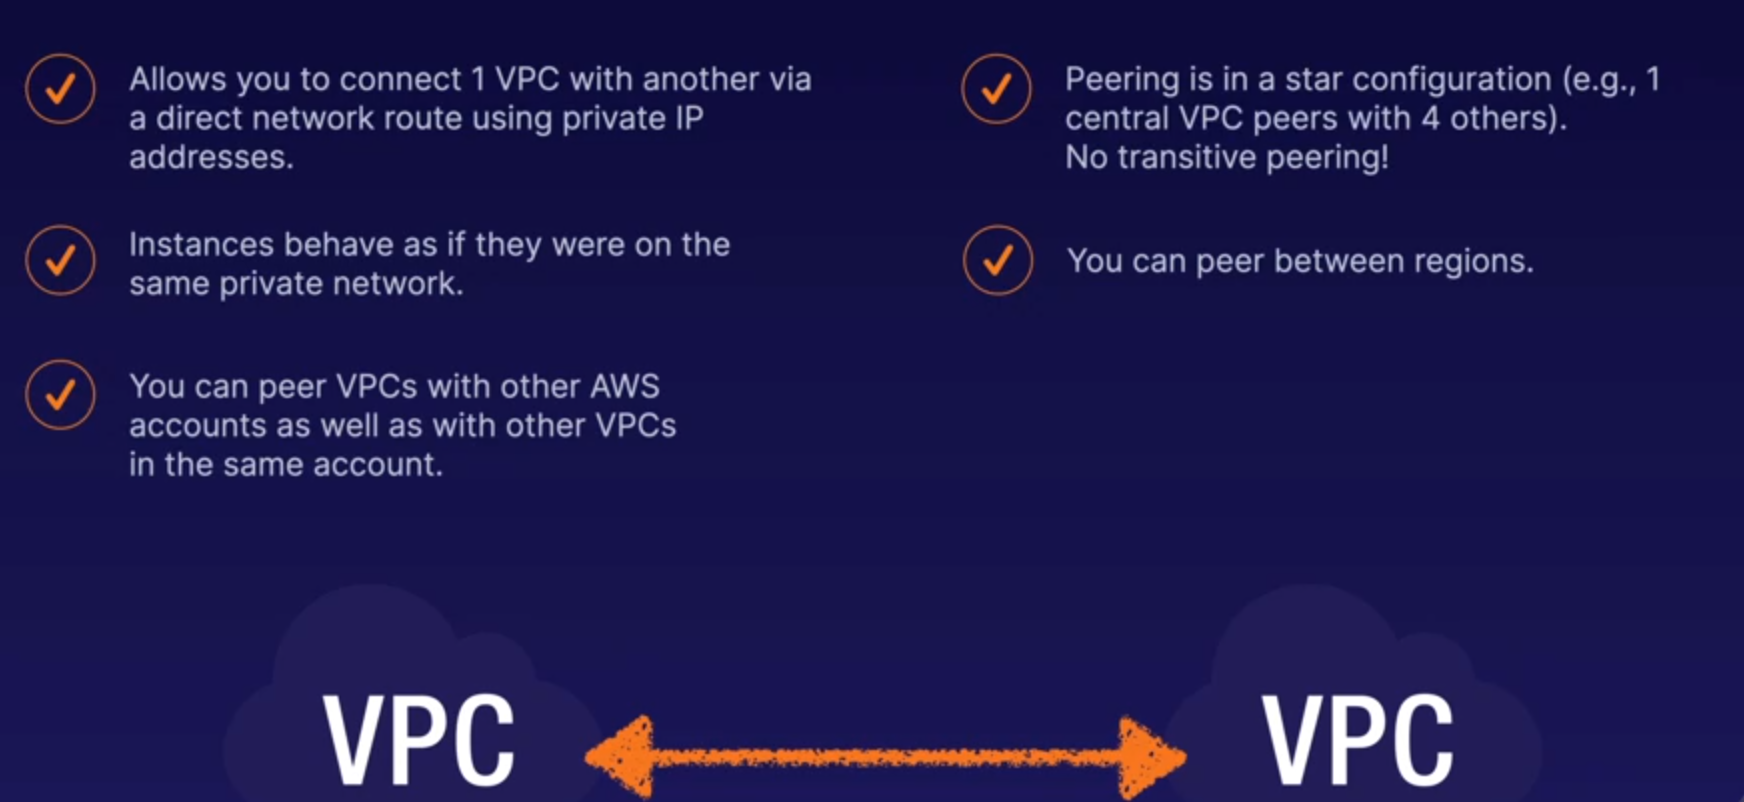 Allows you to connect 1 VPC with another via
a direct network route using private IP
addresses.
Instances behave as if they were on the
same private network.
You can peer VPCs with other AWS
accounts as well as with other VPCs
in the same account.
Peering is in a star configuration (e.g., 1
central VPC peers with 4 others).
No transitive peering!
You can peer between regions.
VPC
VPC